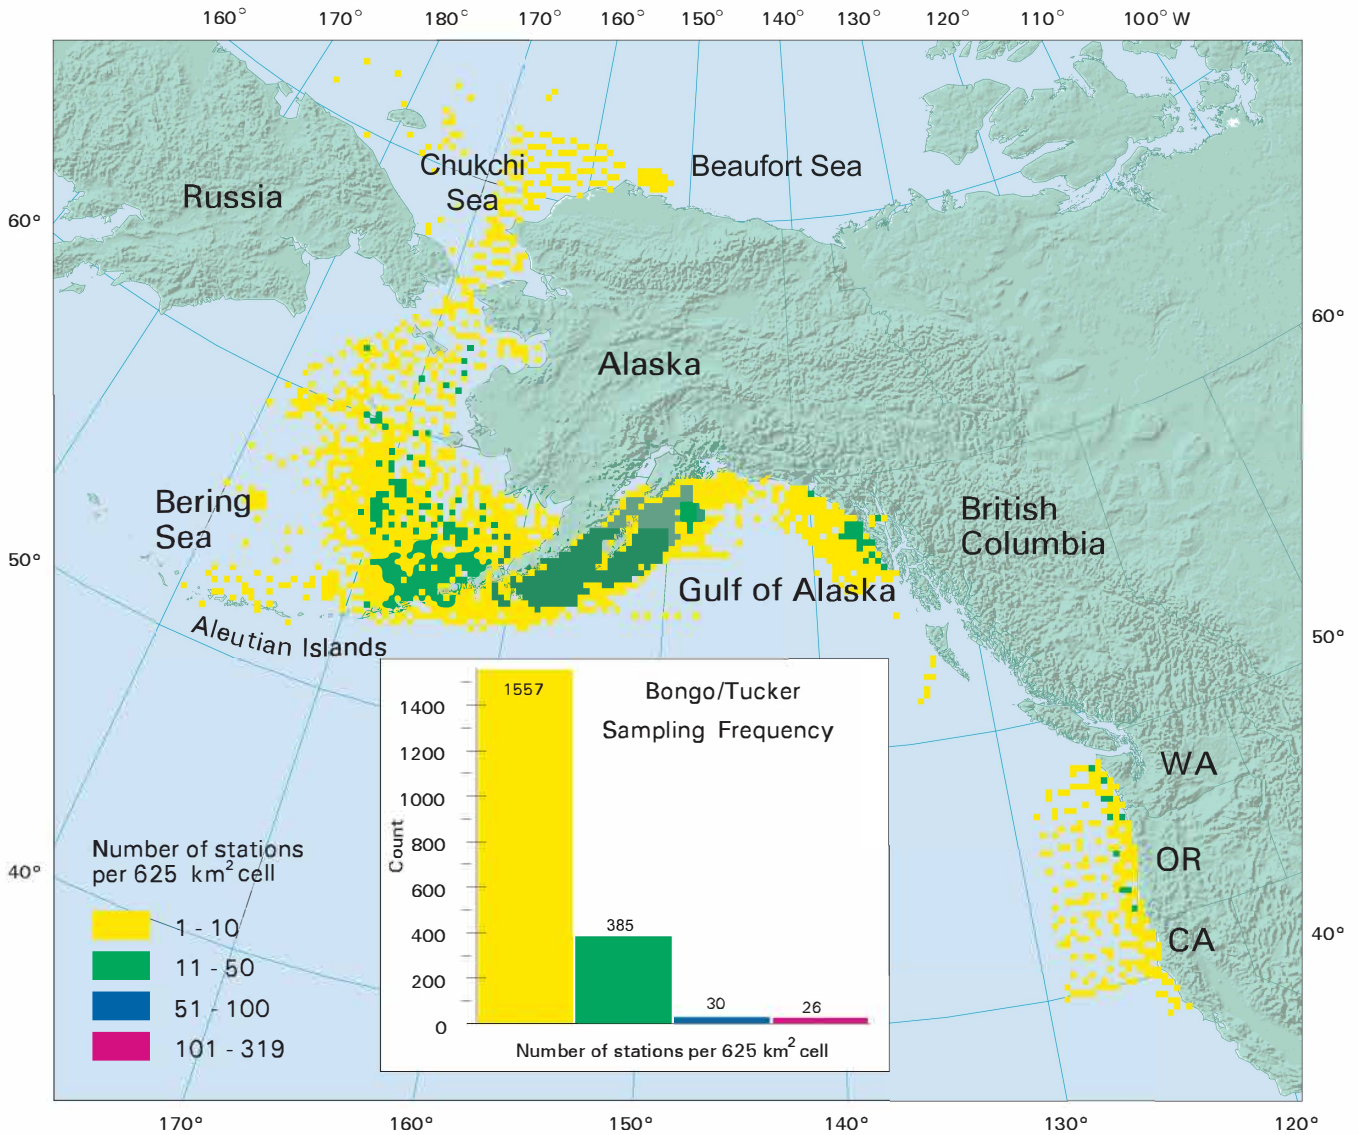 160° 170° 180° 170° 160° 150° 140° 130° 120° 110° 100° W
Chukchi
Sea
Beaufort Sea
Russia
60°
60°
Alaska
Bering
Sea
British
Columbia
50°
Gulf of Alaska
Aleutian Islands
50°
1557
Bongo/Tucker
Sampling Frequency
1400
1200
1000
800
600
400
200
0
Count
385
30
26
Number of stations per 625 km² cell
WA
OR
CA
Number of stations
per 625 km² cell
1 - 10
11 - 50
51 - 100
101 - 319
40°
40°
170° 160° 150° 140° 130° 120°